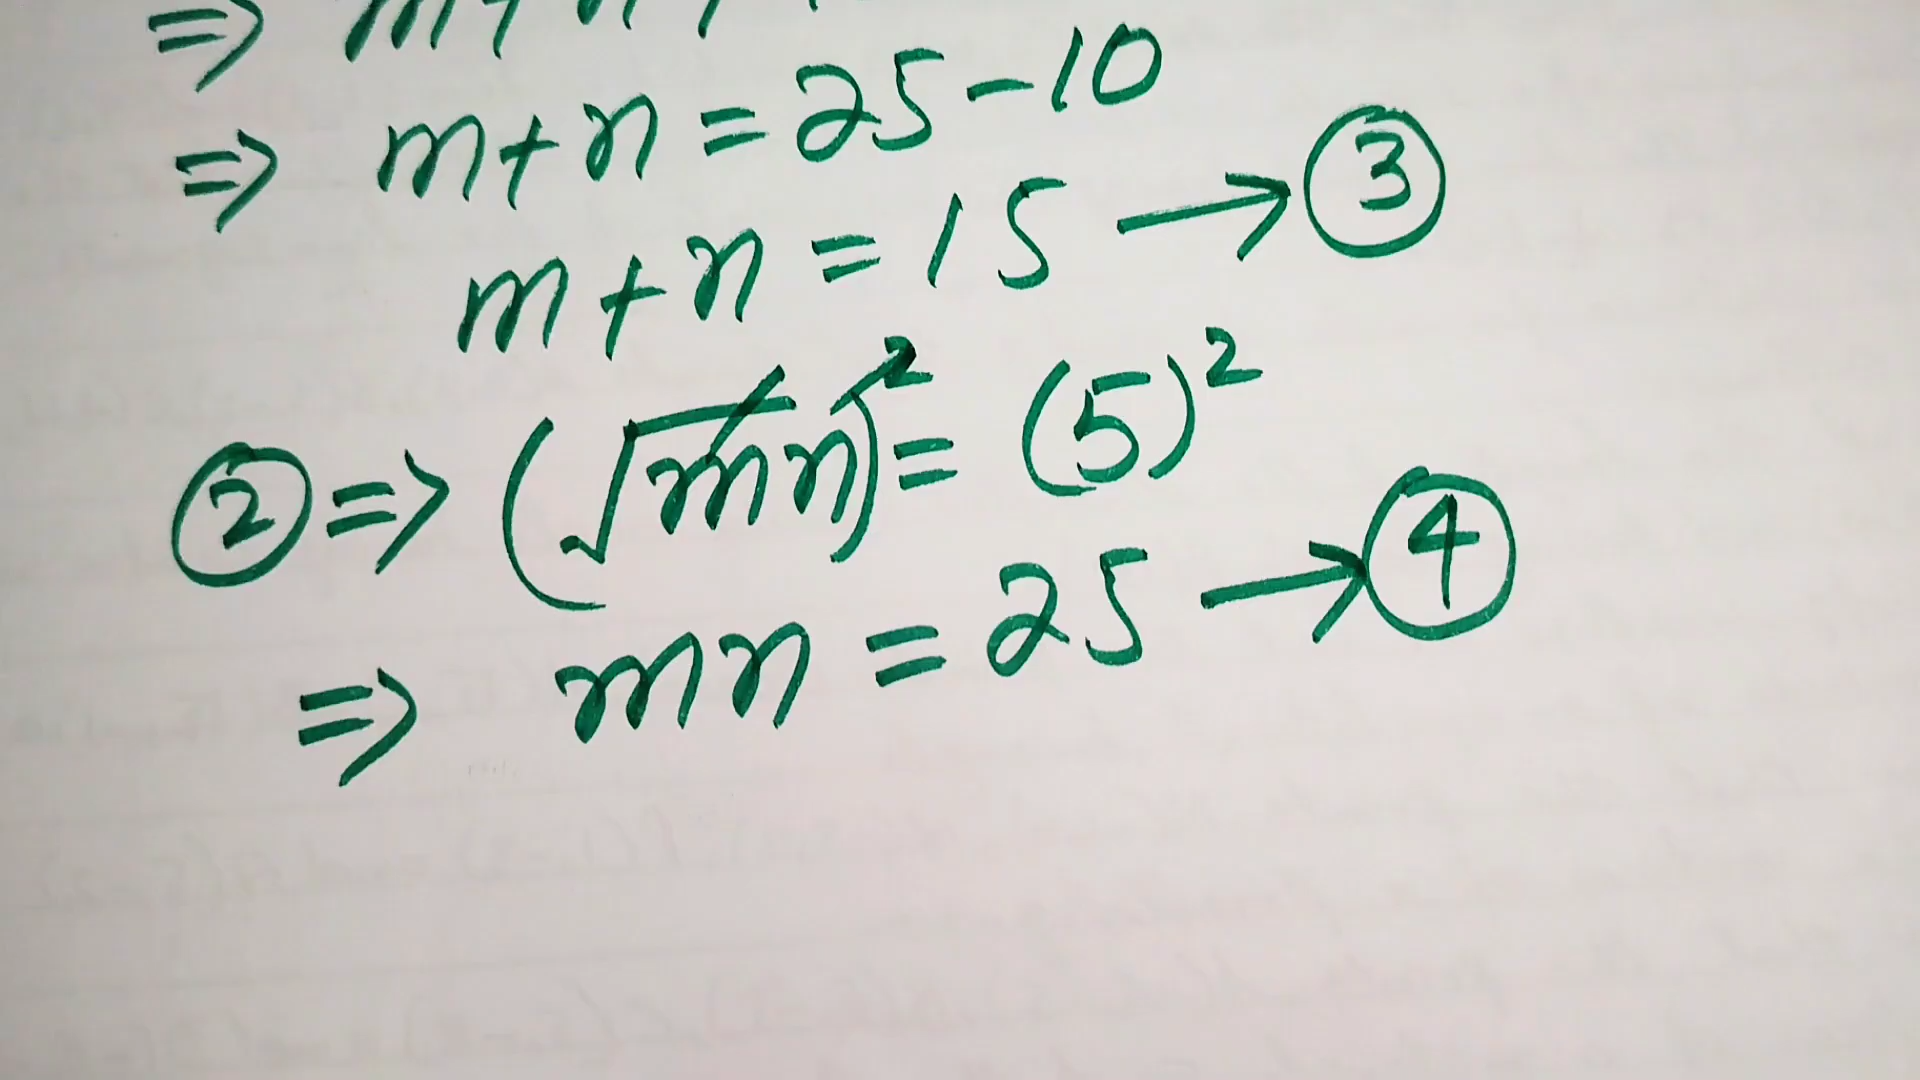 ⇒ m+n+
⇒ m+n = 25-10
m+n = 15 → ③
② ⇒ (√mn)² = (5)²
⇒ mn = 25 → ④